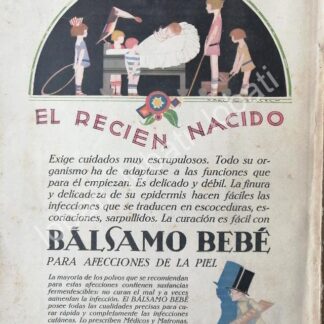 EL RECIEN NACIDO
Exige cuidados muy escrupulosos. Todo su or-
ganismo ha de adaptarse a las funciones que
para él empiezan. Es delicado y débil. La finura
y delicadeza de su epidermis hacen fáciles las
infecciones que se traducen en escoceduras, es-
coriaciones, sarpullidos. La curación es fácil con
BÁLSAMO BEBÉ
PARA AFECCIONES DE LA PIEL
La mayoría de los polvos que se recomiendan
para estas afecciones contienen sustancias
fermentescibles: no curan el mal y a veces
aumentan la infección. El BÁLSAMO BEBÉ
posee todas las cualidades precisas para cu-
rar rápida y completamente las infecciones
cutáneas. Lo prescriben Médicos y Matronas.